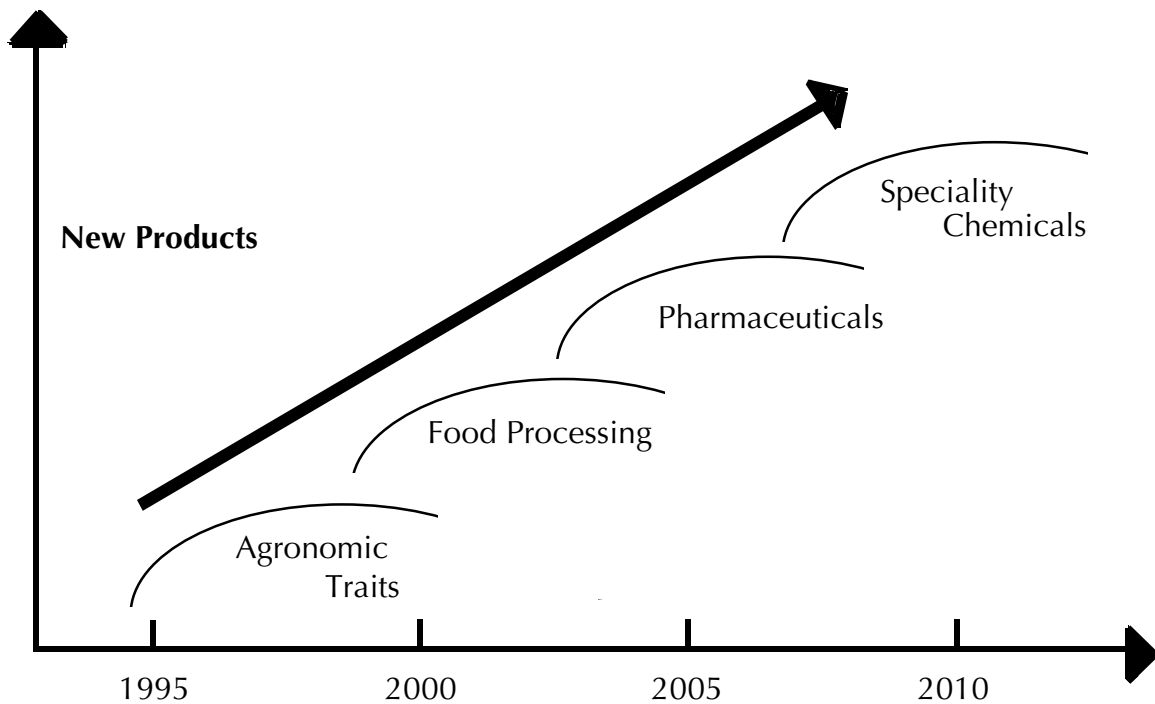 Speciality
Chemicals
New Products
Pharmaceuticals
Food Processing
Agronomic
Traits
1995
2000
2005
2010